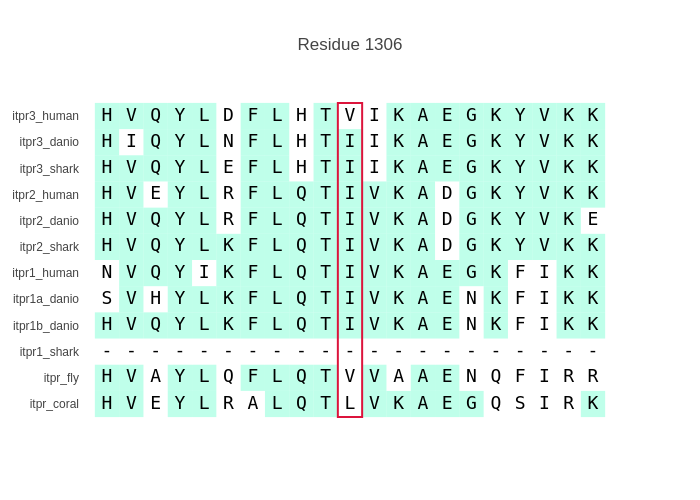 Residue 1306
itpr3_human H V Q Y L D F L H T V I K A E G K Y V K K
itpr3_danio H I Q Y L N F L H T I I K A E G K Y V K K
itpr3_shark H V Q Y L E F L H T I I K A E G K Y V K K
itpr2_human H V E Y L R F L Q T I V K A D G K Y V K K
itpr2_danio H V Q Y L R F L Q T I V K A D G K Y V K E
itpr2_shark H V Q Y L K F L Q T I V K A D G K Y V K K
itpr1_human N V Q Y I K F L Q T I V K A E G K F I K K
itpr1a_danio S V H Y L K F L Q T I V K A E N K F I K K
itpr1b_danio H V Q Y L K F L Q T I V K A E N K F I K K
itpr1_shark - - - - - - - - - - - - - - - - - - - - -
itpr_fly H V A Y L Q F L Q T V V A A E N Q F I R R
itpr_coral H V E Y L R A L Q T L V K A E G Q S I R K